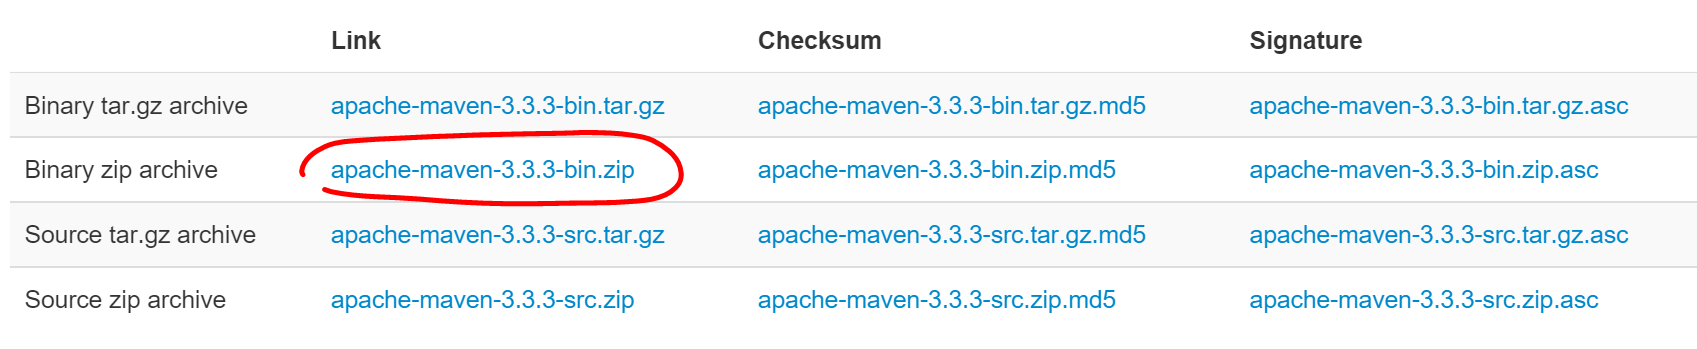 Link Checksum Signature
Binary tar.gz archive apache-maven-3.3.3-bin.tar.gz apache-maven-3.3.3-bin.tar.gz.md5 apache-maven-3.3.3-bin.tar.gz.asc
Binary zip archive apache-maven-3.3.3-bin.zip apache-maven-3.3.3-bin.zip.md5 apache-maven-3.3.3-bin.zip.asc
Source tar.gz archive apache-maven-3.3.3-src.tar.gz apache-maven-3.3.3-src.tar.gz.md5 apache-maven-3.3.3-src.tar.gz.asc
Source zip archive apache-maven-3.3.3-src.zip apache-maven-3.3.3-src.zip.md5 apache-maven-3.3.3-src.zip.asc